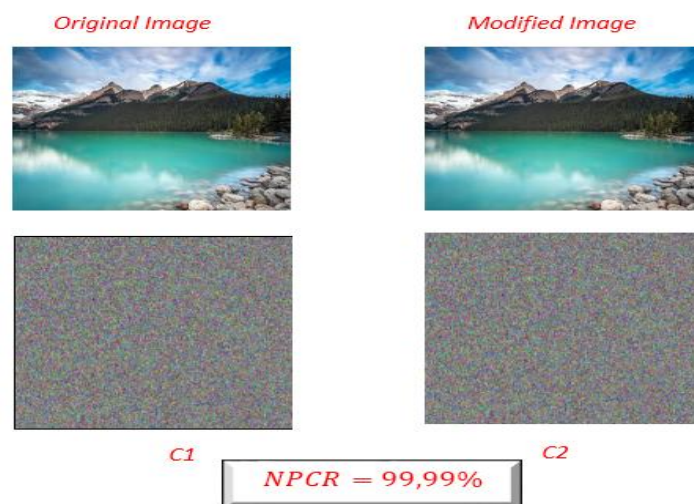 Original Image
Modified Image
C1
C2
NPCR = 99,99%